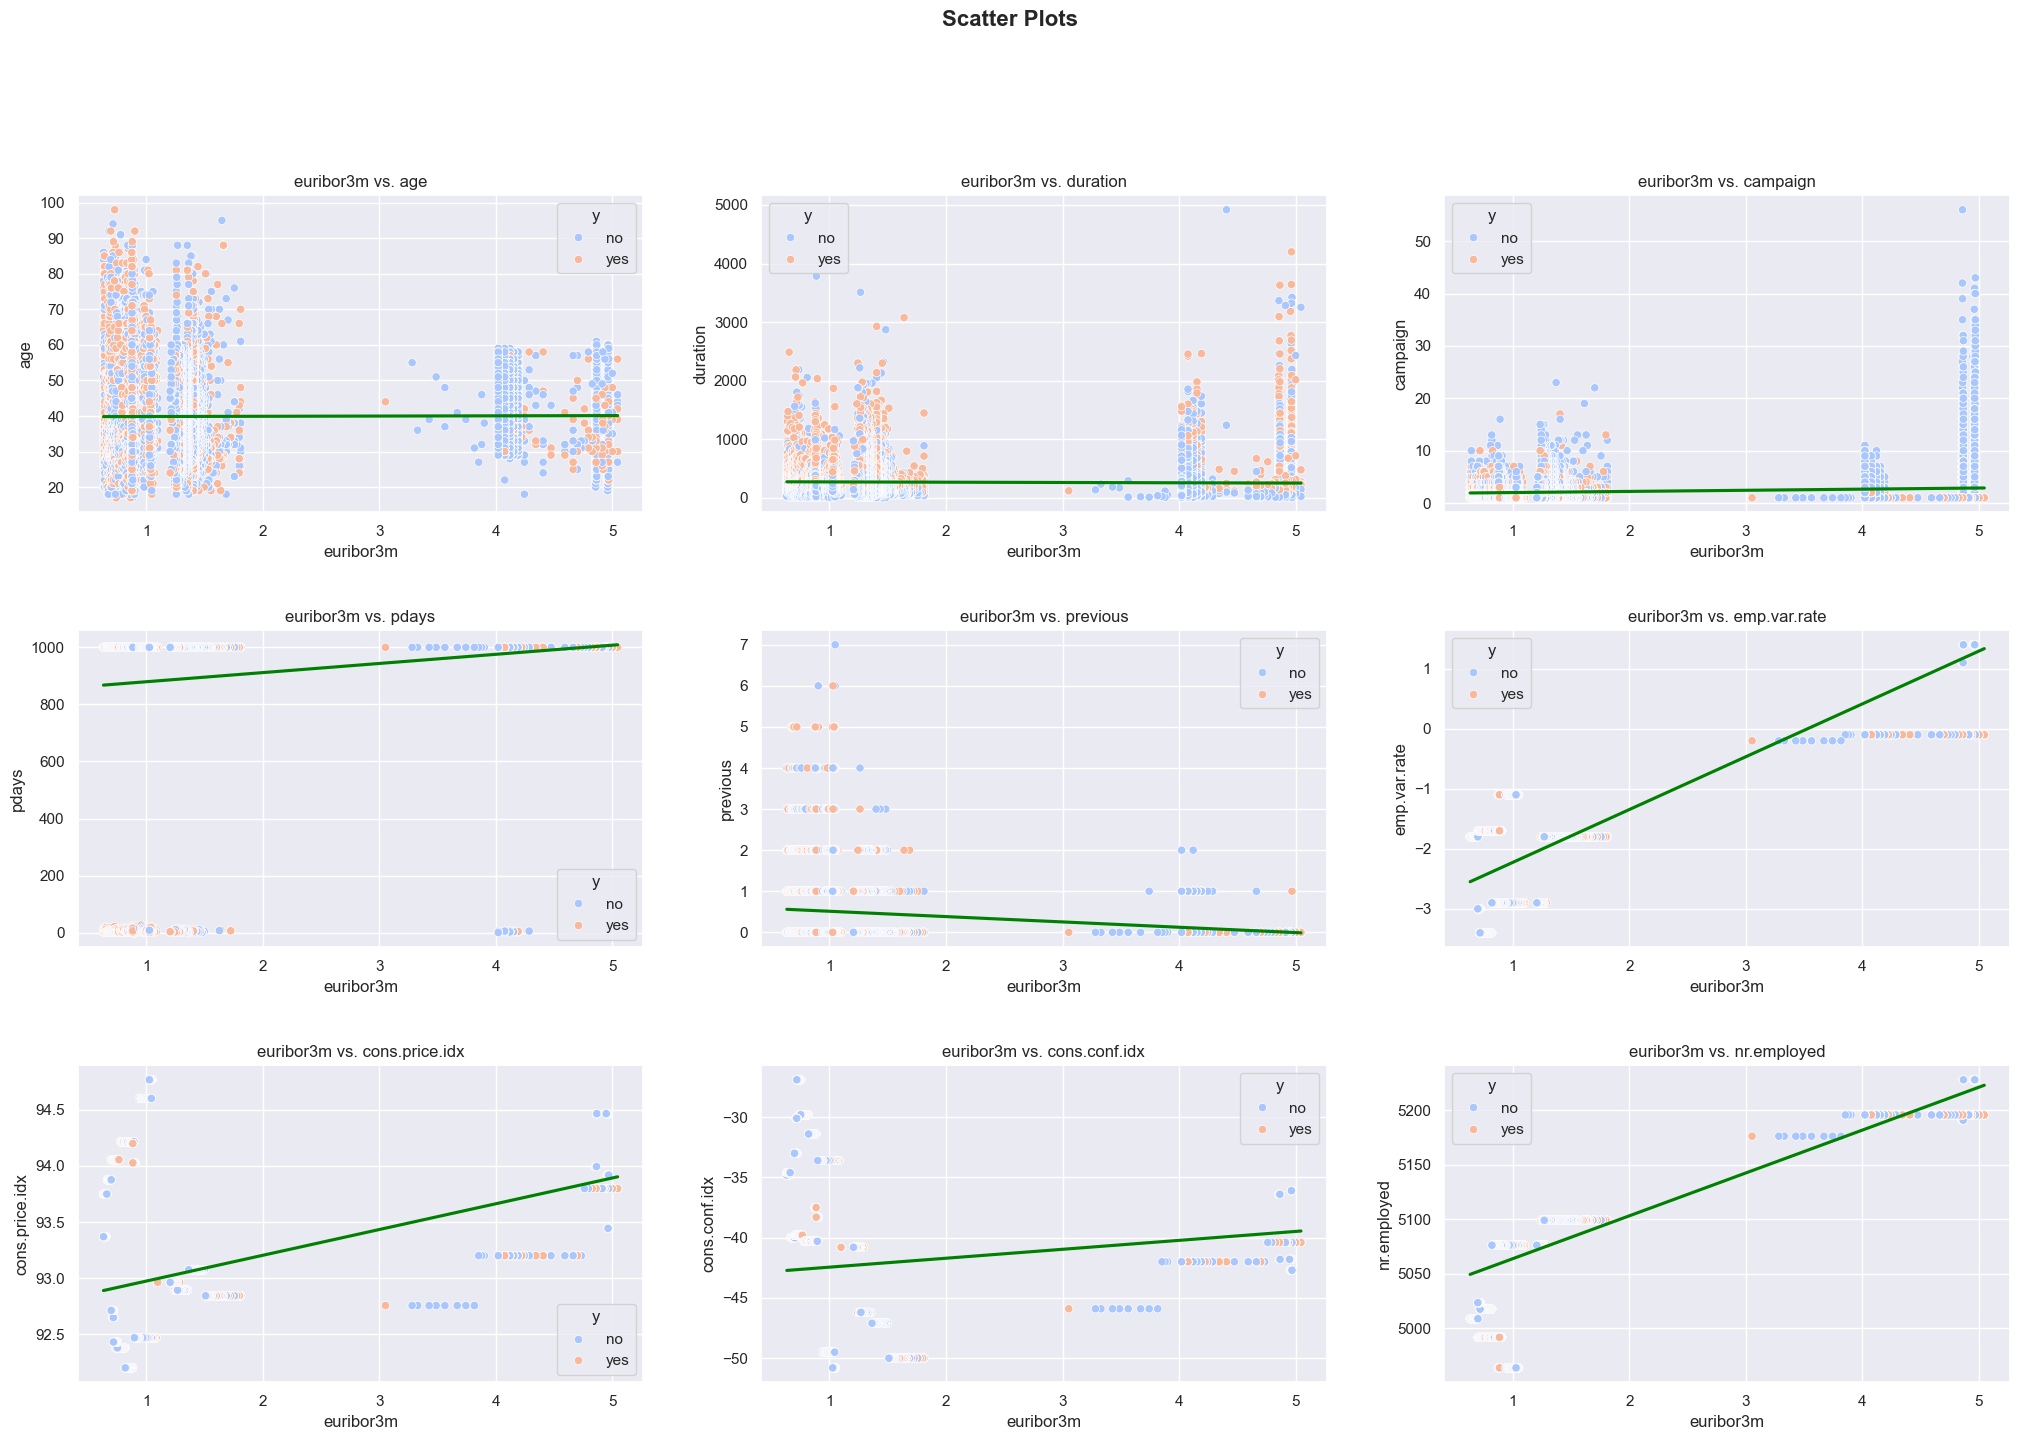 Scatter Plots
euribor3m vs. age
100
90
80
70
60
50
40
30
20
age
y
no
yes
1 2 3 4 5
euribor3m
euribor3m vs. duration
5000
4000
3000
2000
1000
0
duration
y
no
yes
1 2 3 4 5
euribor3m
euribor3m vs. campaign
50
40
30
20
10
0
campaign
y
no
yes
1 2 3 4 5
euribor3m
euribor3m vs. pdays
1000
800
600
400
200
0
pdays
y
no
yes
1 2 3 4 5
euribor3m
euribor3m vs. previous
7
6
5
4
3
2
1
0
previous
y
no
yes
1 2 3 4 5
euribor3m
euribor3m vs. emp.var.rate
1
0
−1
−2
−3
emp.var.rate
y
no
yes
1 2 3 4 5
euribor3m
euribor3m vs. cons.price.idx
94.5
94.0
93.5
93.0
92.5
cons.price.idx
y
no
yes
1 2 3 4 5
euribor3m
euribor3m vs. cons.conf.idx
−30
−35
−40
−45
−50
cons.conf.idx
y
no
yes
1 2 3 4 5
euribor3m
euribor3m vs. nr.employed
5200
5150
5100
5050
5000
nr.employed
y
no
yes
1 2 3 4 5
euribor3m